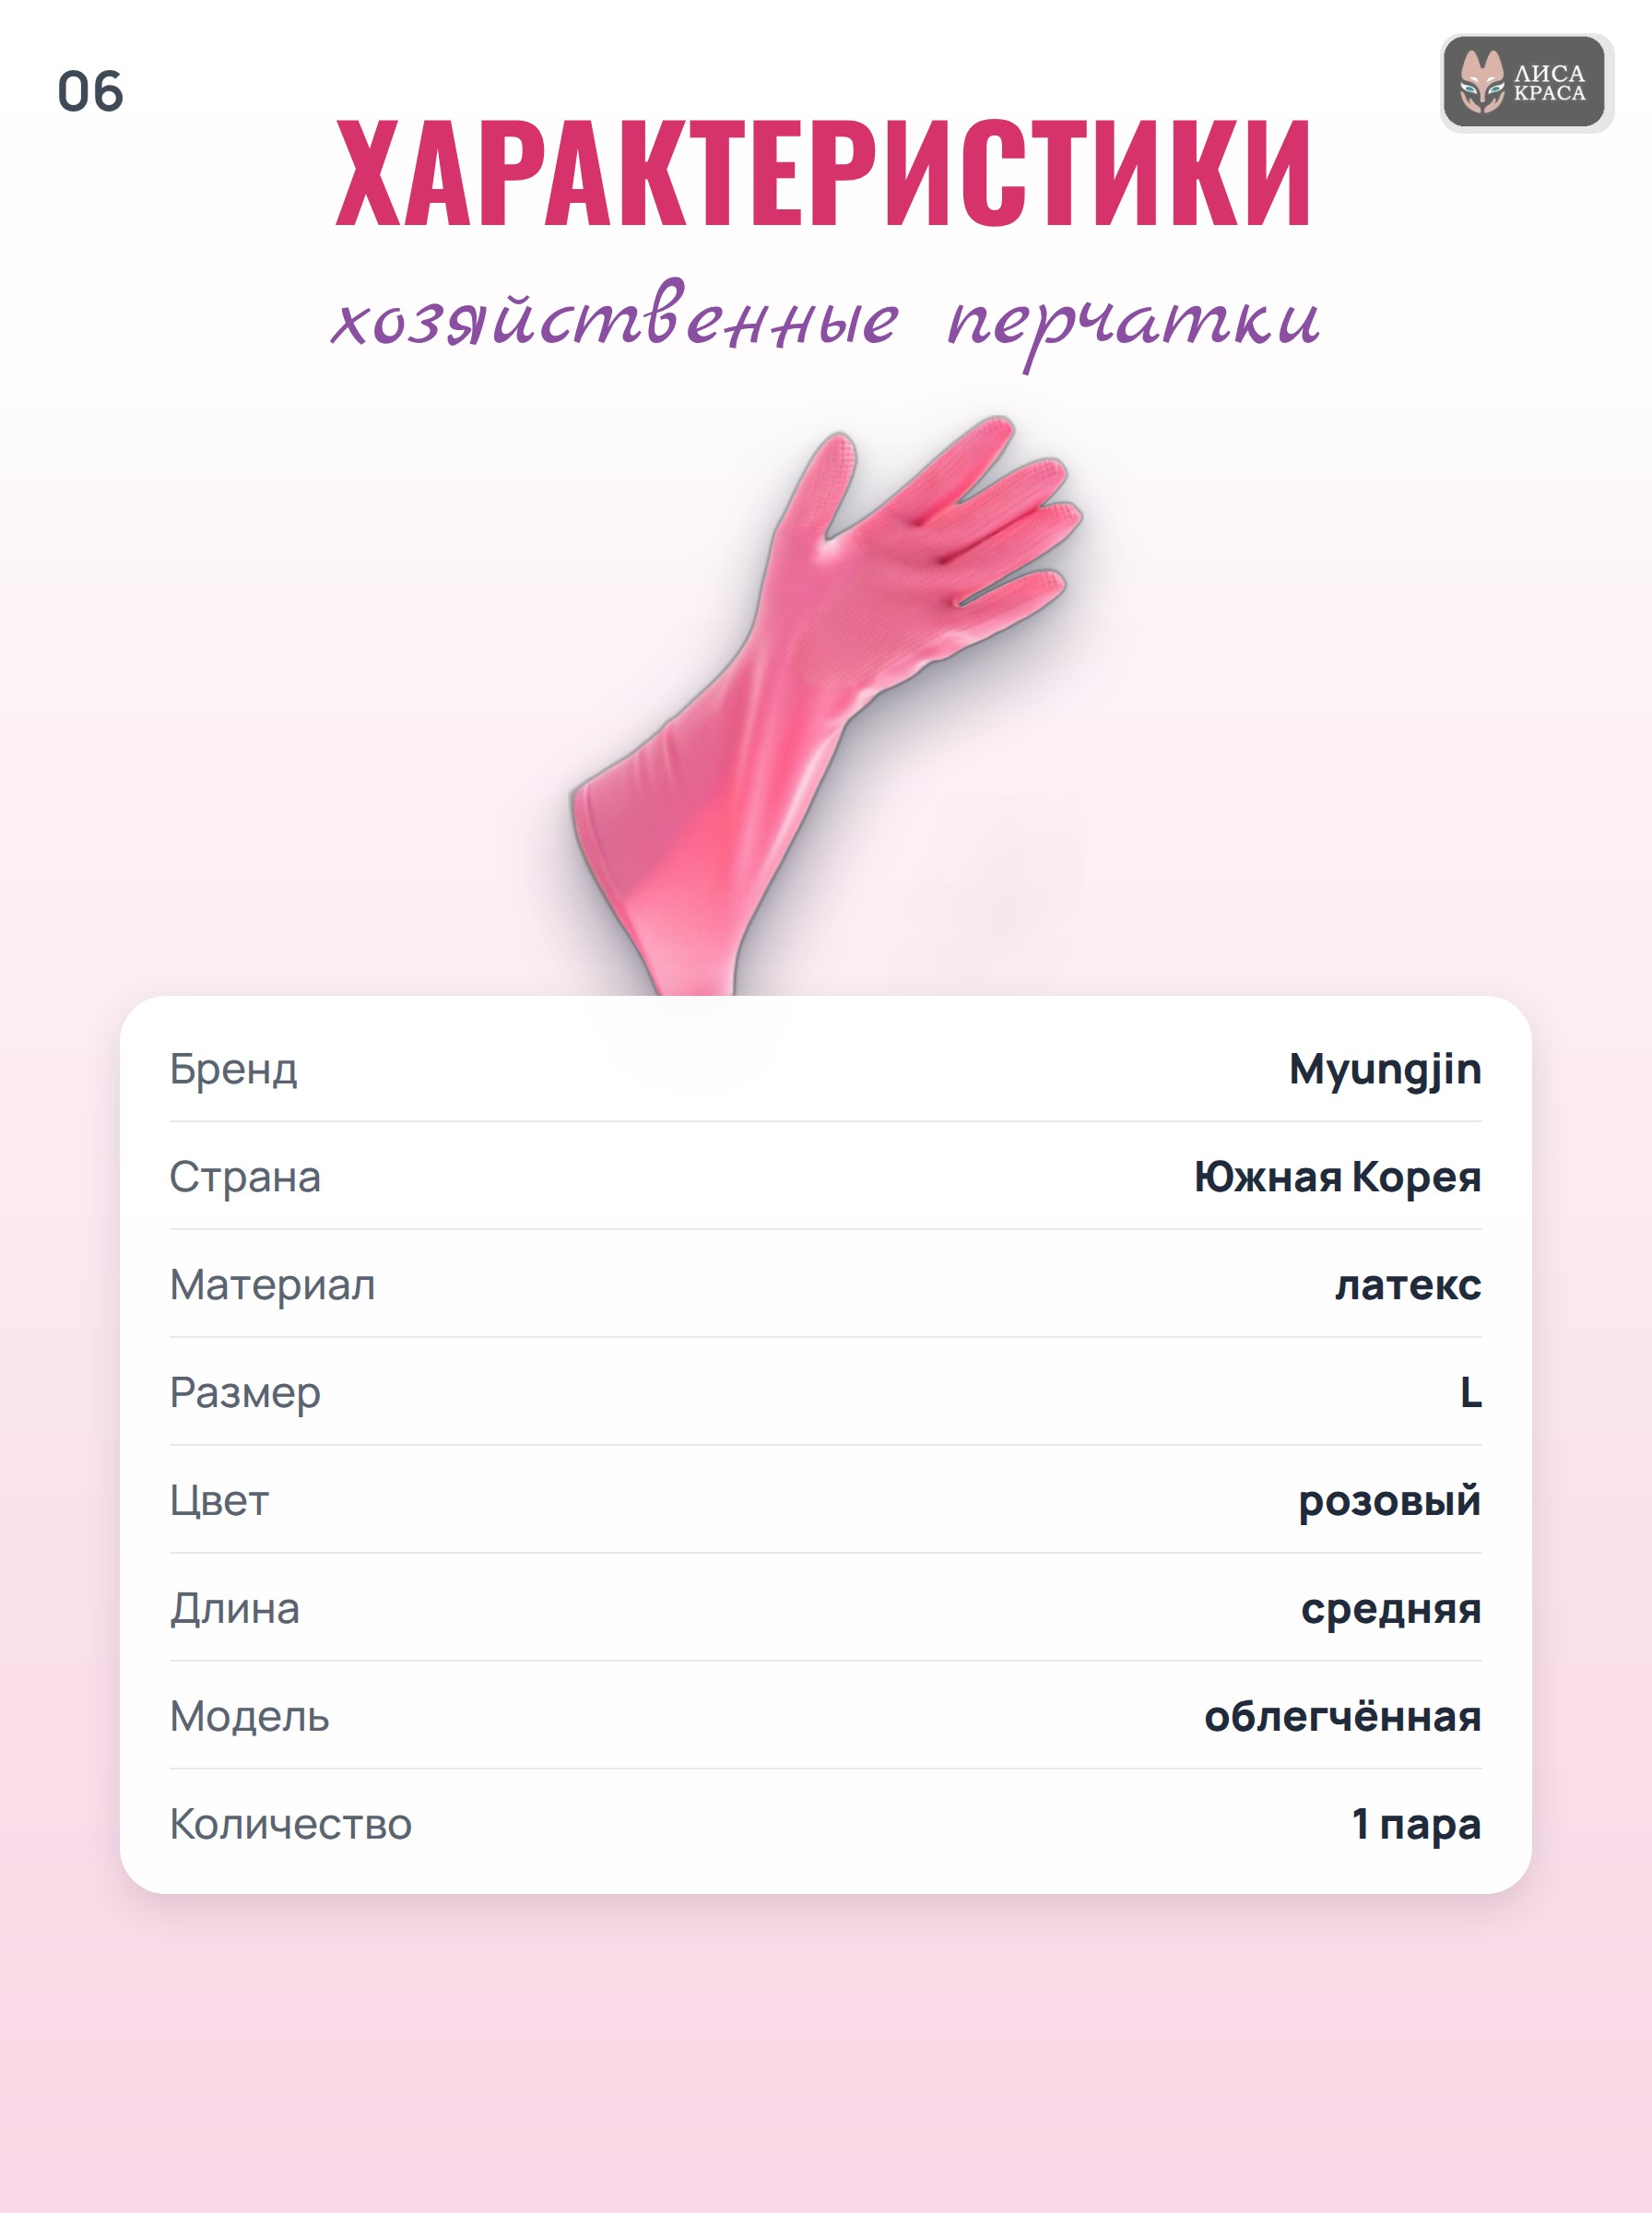 06
ЛИСА
КРАСА
ХАРАКТЕРИСТИКИ
хозяйственные перчатки
Бренд Myungjin
Страна Южная Корея
Материал латекс
Размер L
Цвет розовый
Длина средняя
Модель облегчённая
Количество 1 пара